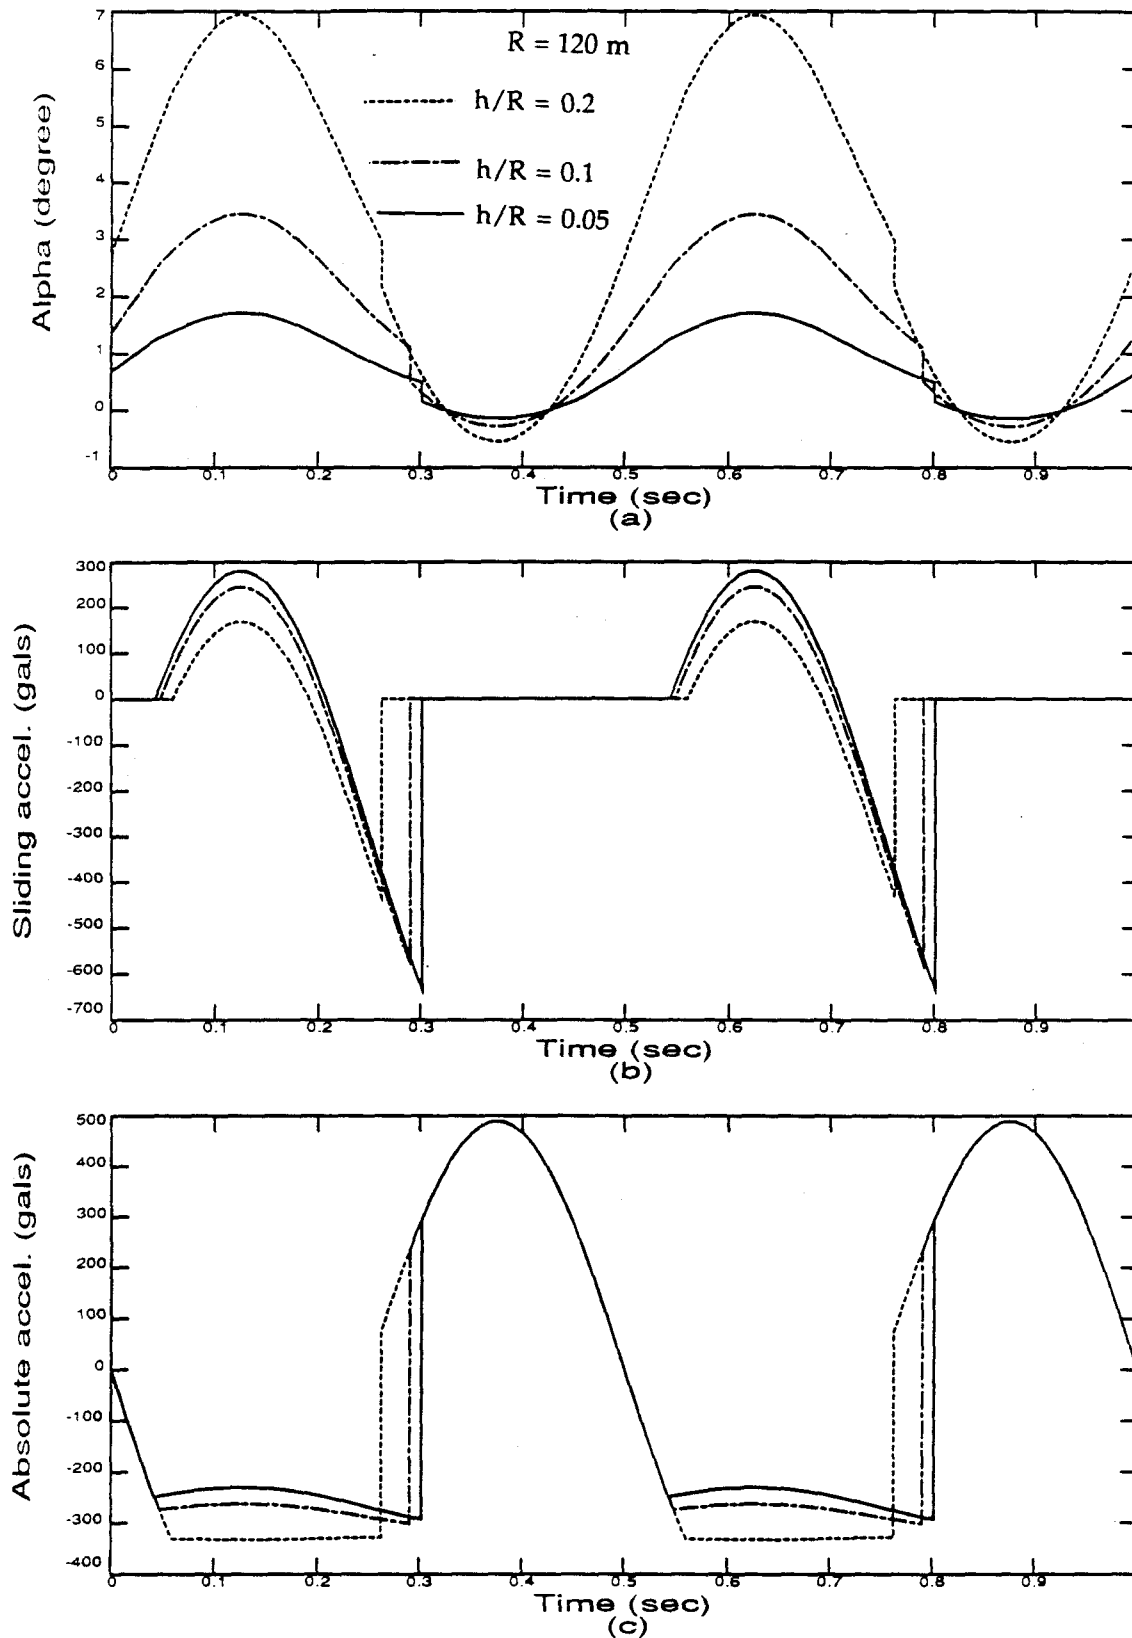 7
6
5
4
3
2
1
0
-1
Alpha (degree)
R = 120 m
h/R = 0.2
h/R = 0.1
h/R = 0.05
0 0.1 0.2 0.3 0.4 0.5 0.6 0.7 0.8 0.9
Time (sec)
(a)
300
200
100
0
-100
-200
-300
-400
-500
-600
-700
Sliding accel. (gals)
0 0.1 0.2 0.3 0.4 0.5 0.6 0.7 0.8 0.9
Time (sec)
(b)
500
400
300
200
100
0
-100
-200
-300
-400
Absolute accel. (gals)
0 0.1 0.2 0.3 0.4 0.5 0.6 0.7 0.8 0.9
Time (sec)
(c)